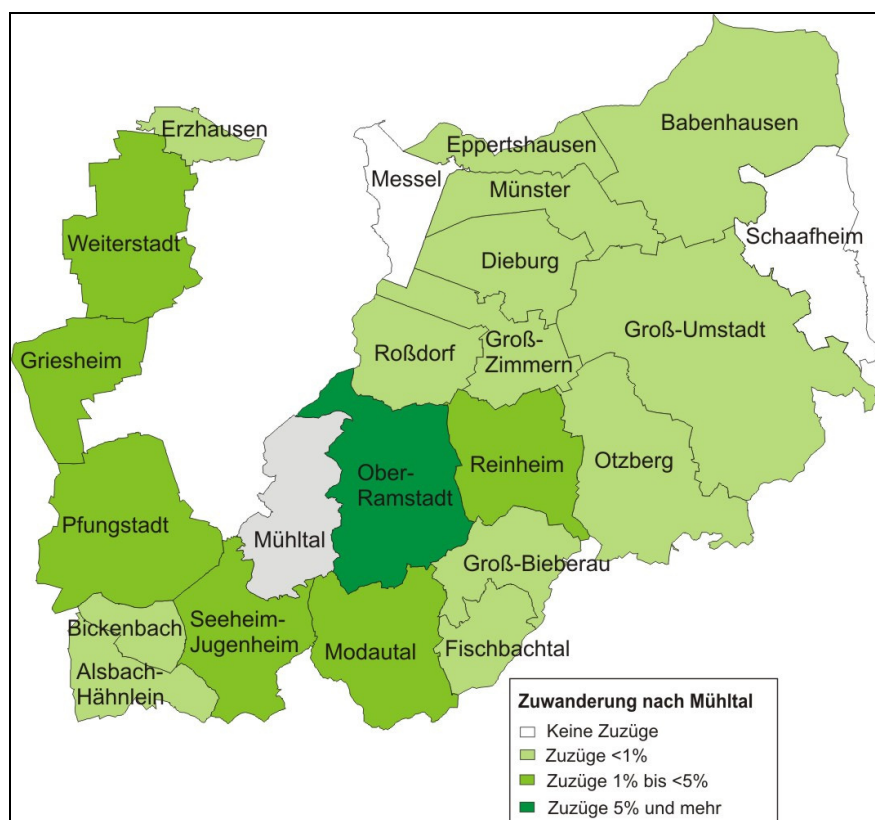 Erzhausen
Babenhausen
Eppertshausen
Messel
Münster
Schaafheim
Weiterstadt
Dieburg
Groß-Umstadt
Griesheim
Roßdorf
Groß-
Zimmern
Ober-
Ramstadt
Reinheim
Otzberg
Pfungstadt
Mühltal
Groß-Bieberau
Bickenbach
Seeheim-
Jugenheim
Modautal
Fischbachtal
Alsbach-
Hähnlein
Zuwanderung nach Mühltal
Keine Zuzüge
Zuzüge <1%
Zuzüge 1% bis <5%
Zuzüge 5% und mehr